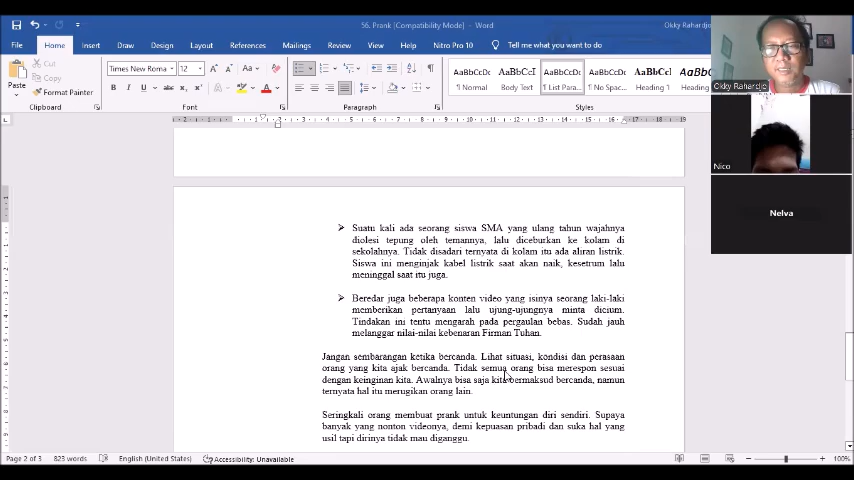 56. Prank [Compatibility Mode] - Word
Okky Rahardjo
File Home Insert Draw Design Layout References Mailings Review View Help Nitro Pro 10 Tell me what you want to do
Paste
Cut
Copy
Format Painter
Times New Roma 12
AaBbCcDc AaBbCcI AaBbCcDc AaBbCcDc AaBbCcl AaBbC
¶ Normal Body Text ¶ List Para... ¶ No Spac... Heading 1 Heading
Clipboard Font Paragraph Styles
Okky Rahardjo
Nico
Nelva
➢ Suatu kali ada seorang siswa SMA yang ulang tahun wajahnya
diolesi tepung oleh temannya, lalu diceburkan ke kolam di
sekolahnya. Tidak disadari ternyata di kolam itu ada aliran listrik.
Siswa ini menginjak kabel listrik saat akan naik, kesetrum lalu
meninggal saat itu juga.
➢ Beredar juga beberapa konten video yang isinya seorang laki-laki
memberikan pertanyaan lalu ujung-ujungnya minta dicium.
Tindakan ini tentu mengarah pada pergaulan bebas. Sudah jauh
melanggar nilai-nilai kebenaran Firman Tuhan.
Jangan sembarangan ketika bercanda. Lihat situasi, kondisi dan perasaan
orang yang kita ajak bercanda. Tidak semua orang bisa merespon sesuai
dengan keinginan kita. Awalnya bisa saja kita bermaksud bercanda, namun
ternyata hal itu merugikan orang lain.
Seringkali orang membuat prank untuk keuntungan diri sendiri. Supaya
banyak yang nonton videonya, demi kepuasan pribadi dan suka hal yang
usil tapi dirinya tidak mau diganggu.
Page 2 of 3 823 words English (United States) Accessibility: Unavailable 100%